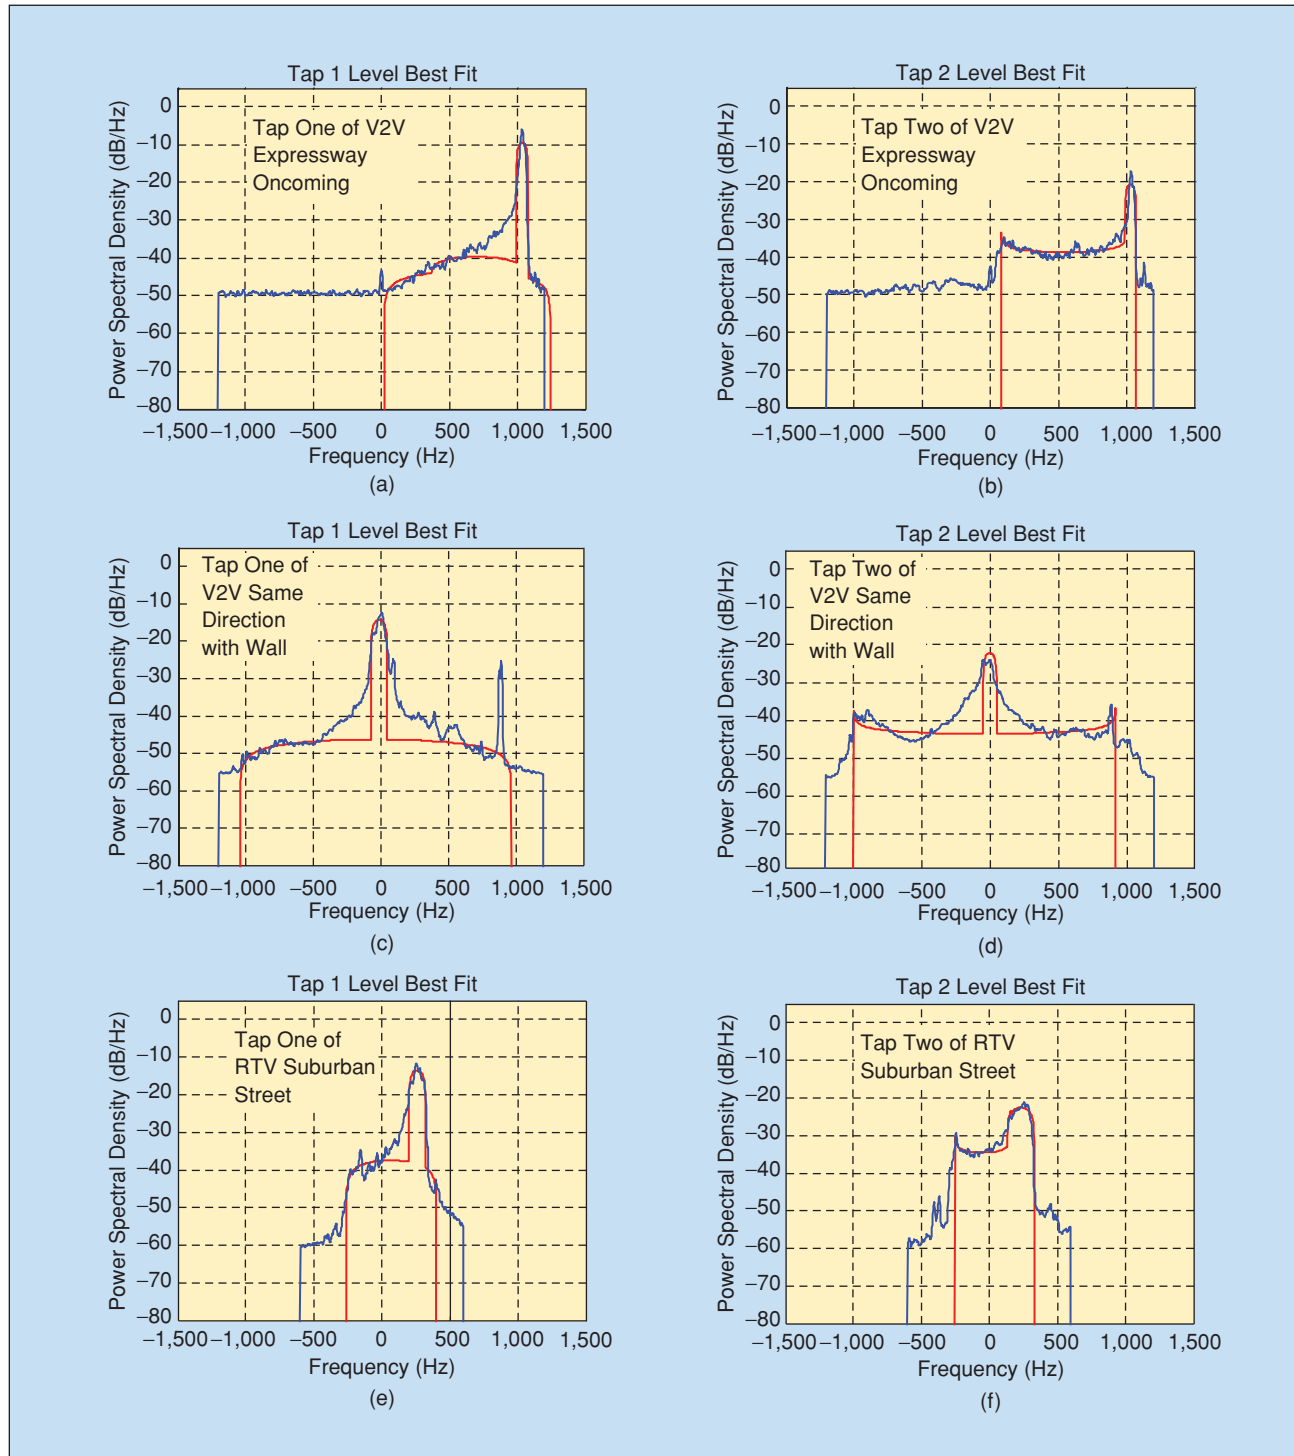 Tap 1 Level Best Fit
Power Spectral Density (dB/Hz)
0
−10
−20
−30
−40
−50
−60
−70
−80
Tap One of V2V
Expressway
Oncoming
−1,500 −1,000 −500 0 500 1,000 1,500
Frequency (Hz)
(a)
Tap 2 Level Best Fit
Power Spectral Density (dB/Hz)
0
−10
−20
−30
−40
−50
−60
−70
−80
Tap Two of V2V
Expressway
Oncoming
−1,500 −1,000 −500 0 500 1,000 1,500
Frequency (Hz)
(b)
Tap 1 Level Best Fit
Power Spectral Density (dB/Hz)
0
−10
−20
−30
−40
−50
−60
−70
−80
Tap One of
V2V Same
Direction
with Wall
−1,500 −1,000 −500 0 500 1,000 1,500
Frequency (Hz)
(c)
Tap 2 Level Best Fit
Power Spectral Density (dB/Hz)
0
−10
−20
−30
−40
−50
−60
−70
−80
Tap Two of
V2V Same
Direction
with Wall
−1,500 −1,000 −500 0 500 1,000 1,500
Frequency (Hz)
(d)
Tap 1 Level Best Fit
Power Spectral Density (dB/Hz)
0
−10
−20
−30
−40
−50
−60
−70
−80
Tap One of
RTV Suburban
Street
−1,500 −1,000 −500 0 500 1,000 1,500
Frequency (Hz)
(e)
Tap 2 Level Best Fit
Power Spectral Density (dB/Hz)
0
−10
−20
−30
−40
−50
−60
−70
−80
Tap Two of RTV
Suburban Street
−1,500 −1,000 −500 0 500 1,000 1,500
Frequency (Hz)
(f)